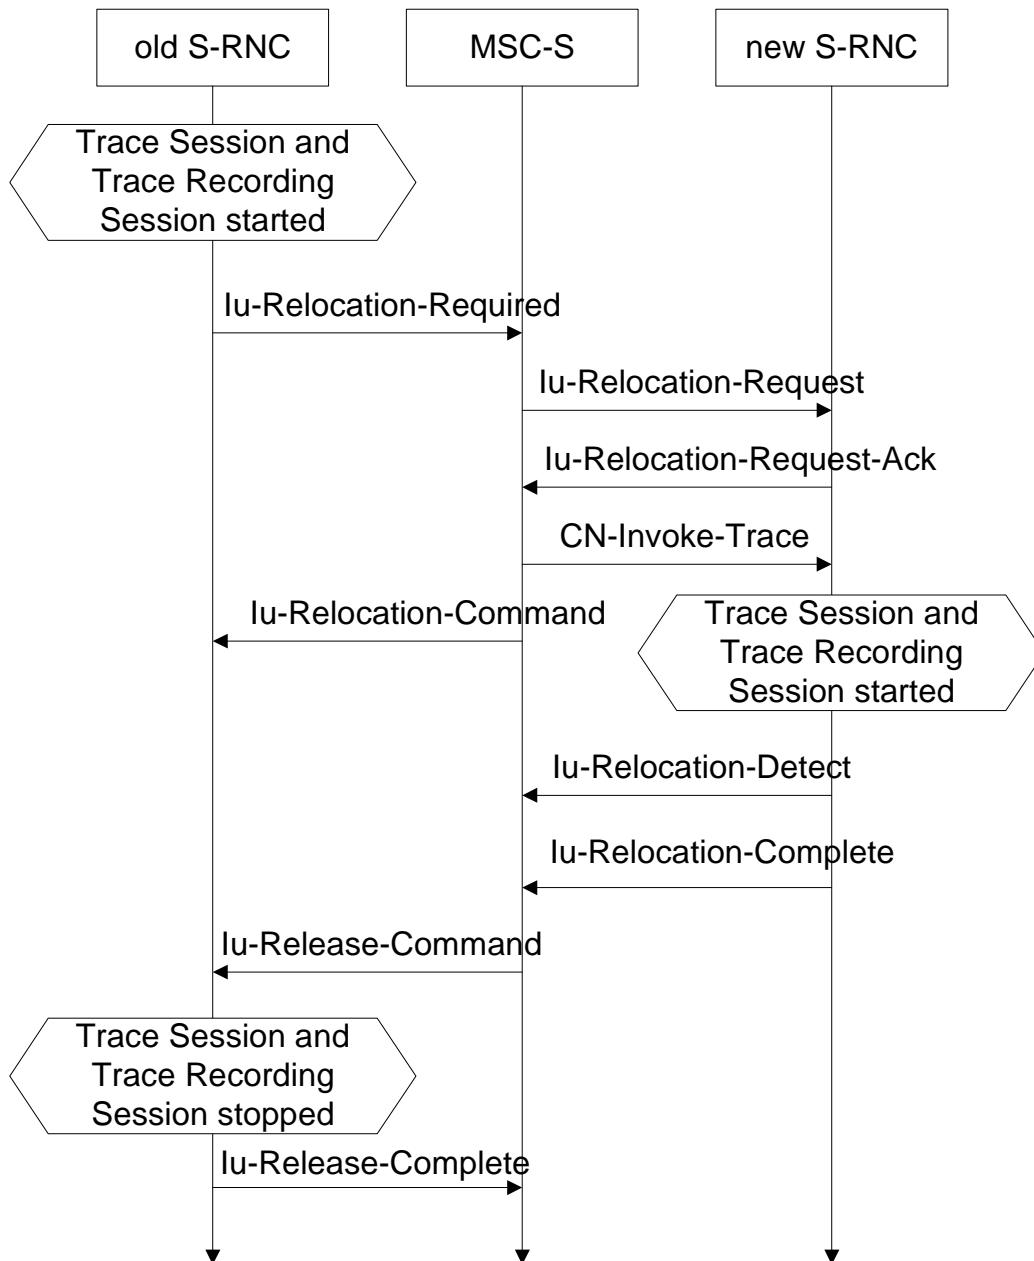 old S-RNC
MSC-S
new S-RNC
Trace Session and
Trace Recording
Session started
Iu-Relocation-Required
Iu-Relocation-Request
Iu-Relocation-Request-Ack
CN-Invoke-Trace
Iu-Relocation-Command
Trace Session and
Trace Recording
Session started
Iu-Relocation-Detect
Iu-Relocation-Complete
Iu-Release-Command
Trace Session and
Trace Recording
Session stopped
Iu-Release-Complete